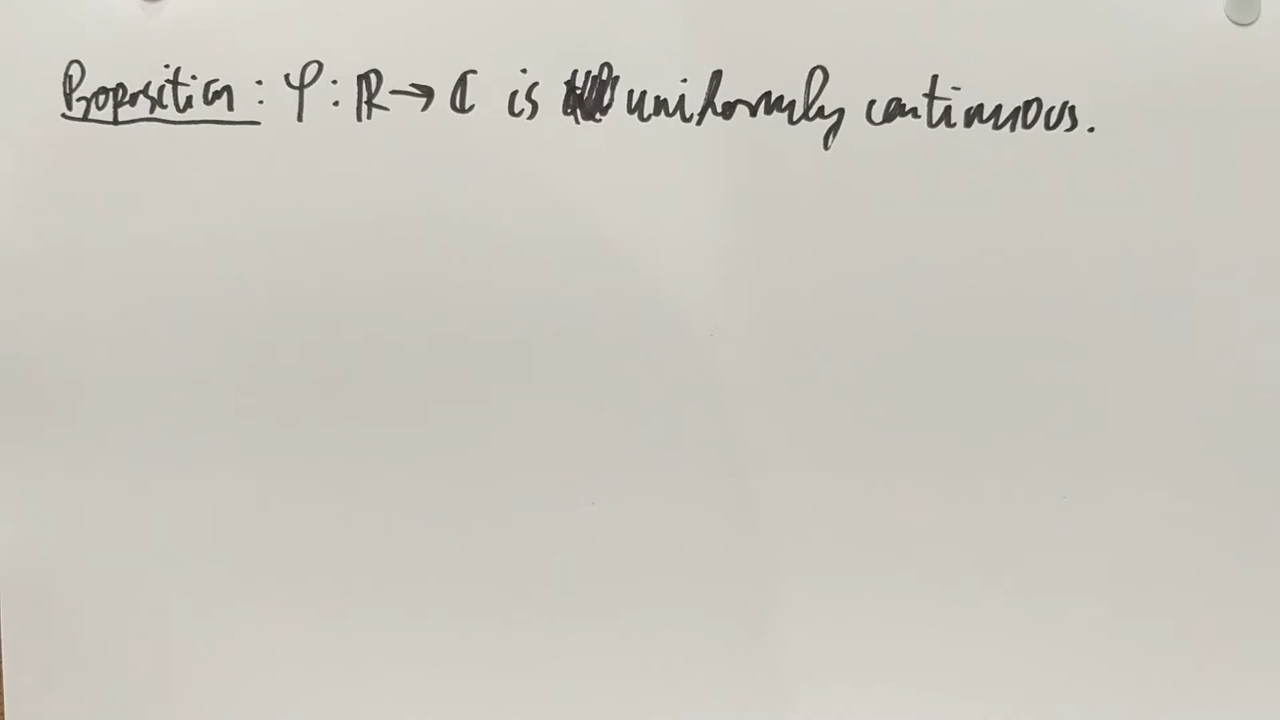 Proposition: φ: ℝ → ℂ is uniformly continuous.